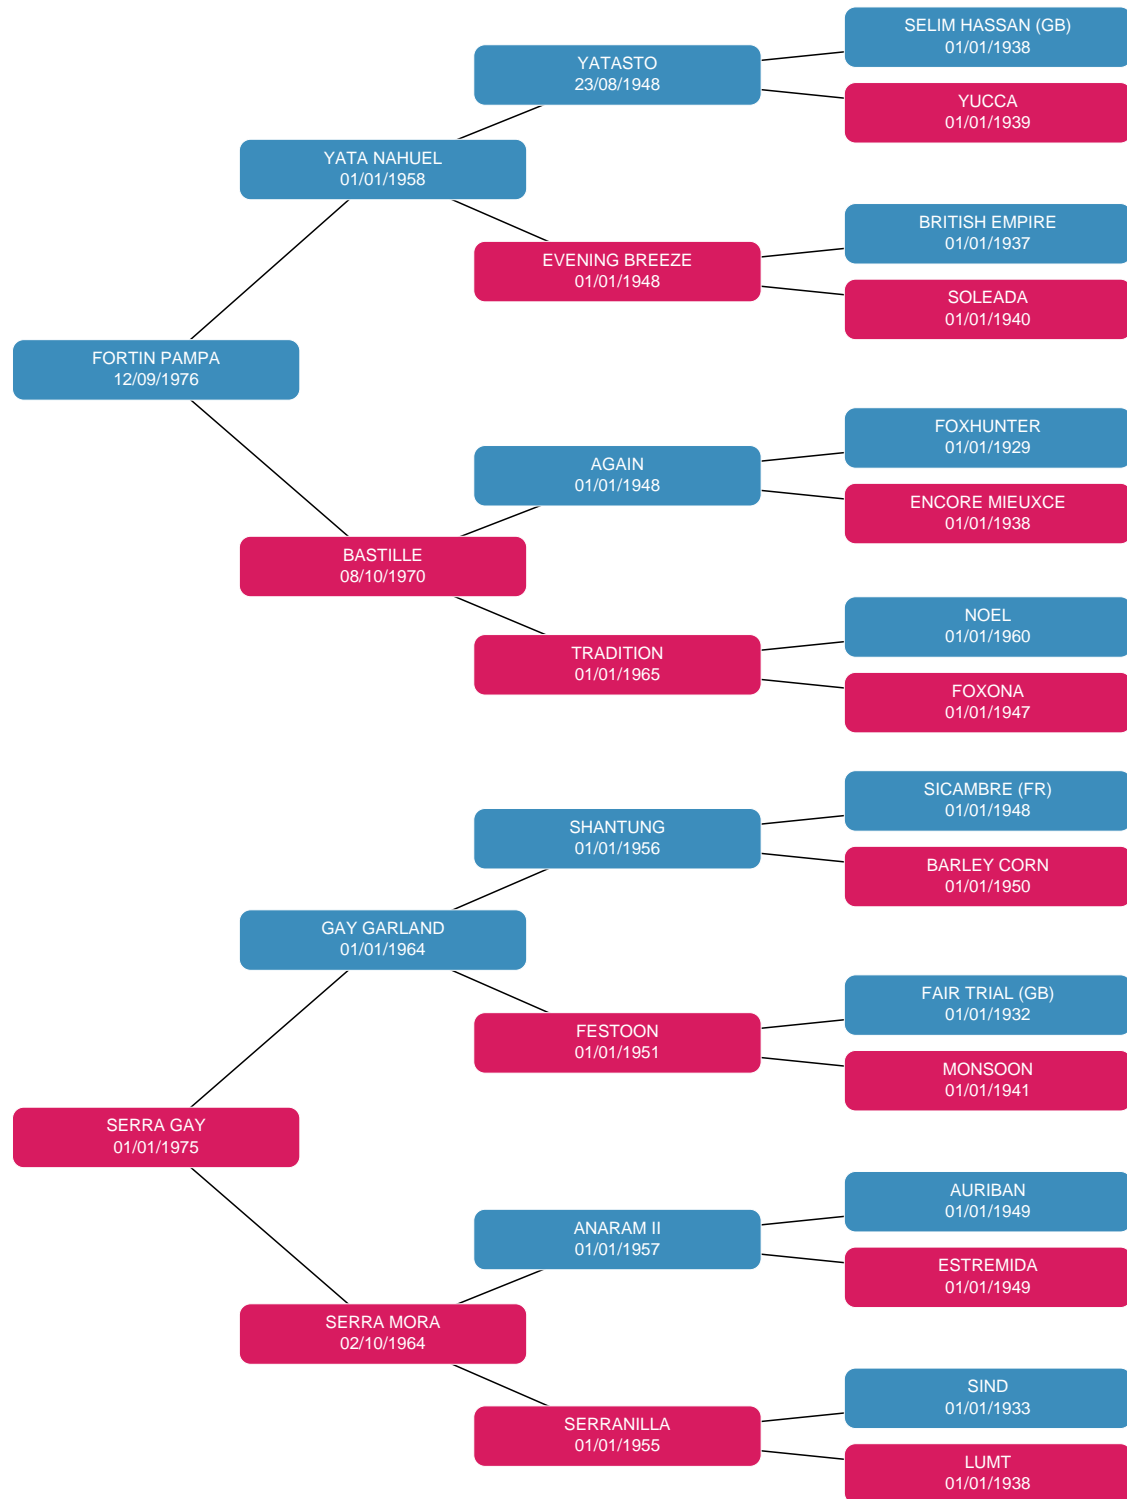 SELIM HASSAN (GB)
01/01/1938
YATASTO
23/08/1948
YUCCA
01/01/1939
YATA NAHUEL
01/01/1958
BRITISH EMPIRE
01/01/1937
EVENING BREEZE
01/01/1948
SOLEADA
01/01/1940
FORTIN PAMPA
12/09/1976
FOXHUNTER
01/01/1929
AGAIN
01/01/1948
ENCORE MIEUXCE
01/01/1938
BASTILLE
08/10/1970
NOEL
01/01/1960
TRADITION
01/01/1965
FOXONA
01/01/1947
SICAMBRE (FR)
01/01/1948
SHANTUNG
01/01/1956
BARLEY CORN
01/01/1950
GAY GARLAND
01/01/1964
FAIR TRIAL (GB)
01/01/1932
FESTOON
01/01/1951
MONSOON
01/01/1941
SERRA GAY
01/01/1975
AURIBAN
01/01/1949
ANARAM II
01/01/1957
ESTREMIDA
01/01/1949
SERRA MORA
02/10/1964
SIND
01/01/1933
SERRANILLA
01/01/1955
LUMT
01/01/1938